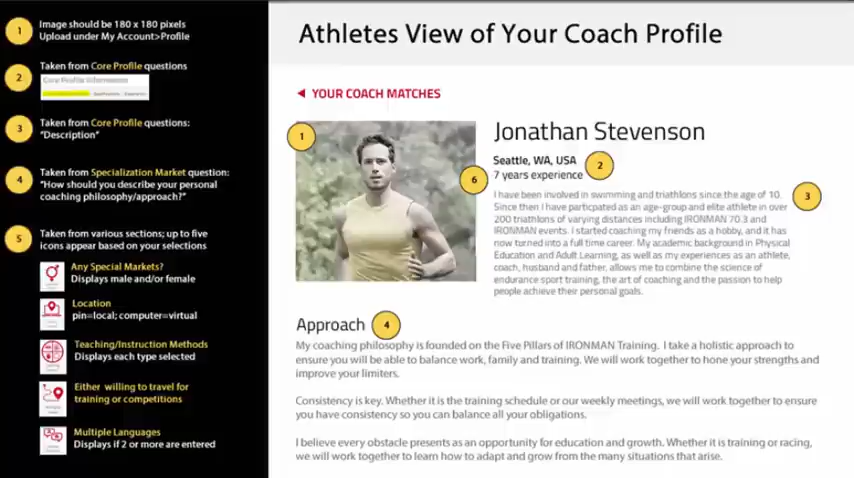 1
Image should be 180 x 180 pixels
Upload under My Account>Profile
2
Taken from Core Profile questions
Core Profile Information
3
Taken from Core Profile questions:
"Description"
4
Taken from Specialization Market question:
"How should you describe your personal
coaching philosophy/approach?"
5
Taken from various sections; up to five
icons appear based on your selections
Any Special Markets?
Displays male and/or female
Location
pin=local; computer=virtual
Teaching/Instruction Methods
Displays each type selected
Either willing to travel for
training or competitions
Multiple Languages
Displays if 2 or more are entered
Athletes View of Your Coach Profile
YOUR COACH MATCHES
1
Jonathan Stevenson
Seattle, WA, USA
2
7 years experience
6
3
I have been involved in swimming and triathlons since the age of 10.
Since then I have particpated as an age-group and elite athlete in over
200 triathlons of varying distances including IRONMAN 70.3 and
IRONMAN events. I started coaching my friends as a hobby, and it has
now turned into a full time career. My academic background in Physical
Education and Adult Learning, as well as my experiences as an athlete,
coach, husband and father, allows me to combine the science of
endurance sport training, the art of coaching and the passion to help
people achieve their personal goals.
Approach
4
My coaching philosophy is founded on the Five Pillars of IRONMAN Training. I take a holistic approach to
ensure you will be able to balance work, family and training. We will work together to hone your strengths and
improve your limiters.
Consistency is key. Whether it is the training schedule or our weekly meetings, we will work together to ensure
you have consistency so you can balance all your obligations.
I believe every obstacle presents as an opportunity for education and growth. Whether it is training or racing,
we will work together to learn how to adapt and grow from the many situations that arise.